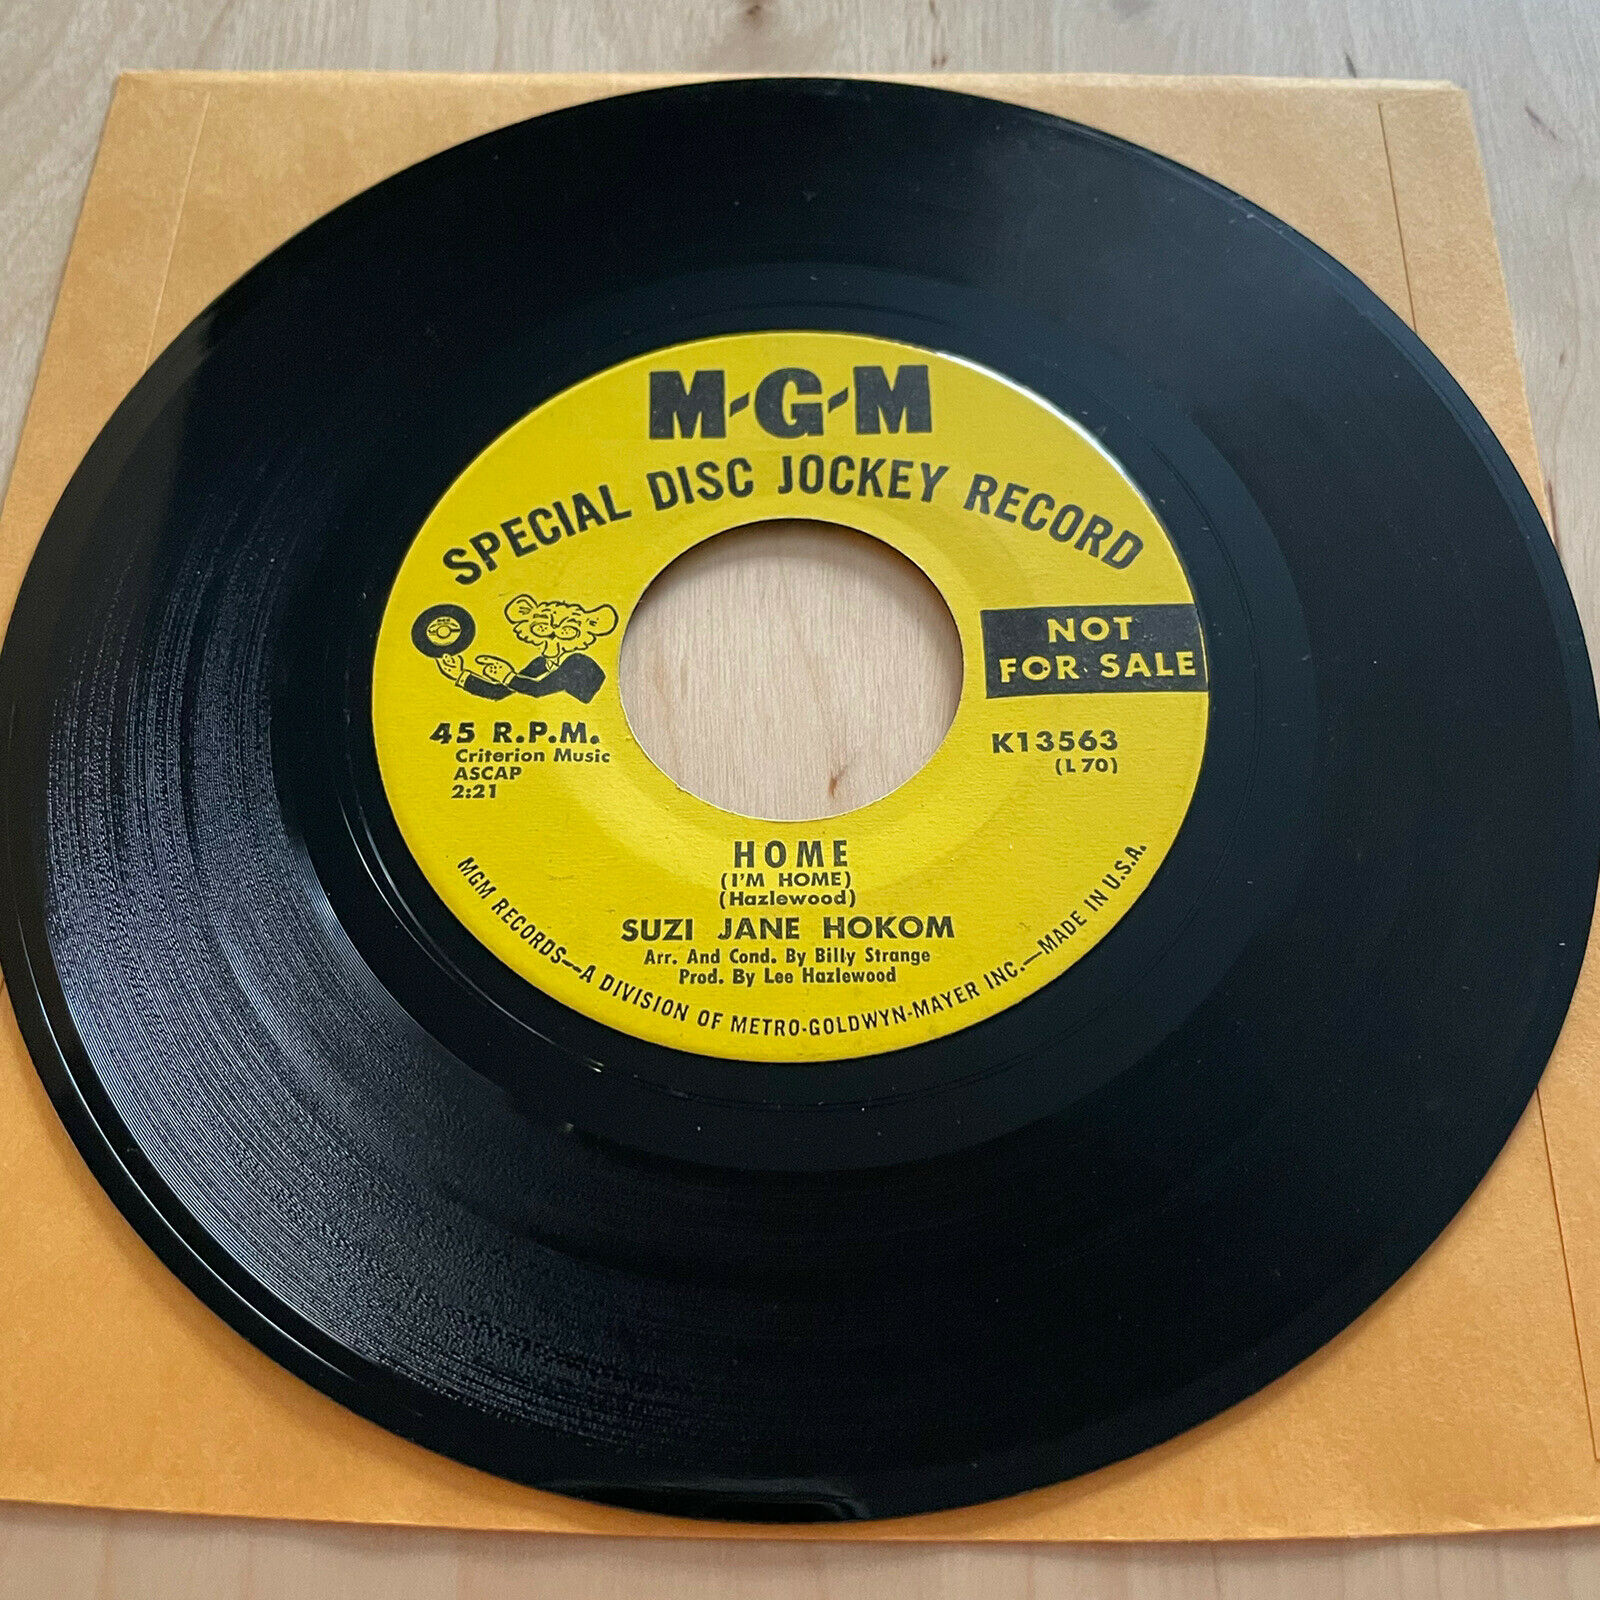 M-G-M
SPECIAL DISC JOCKEY RECORD
NOT
FOR SALE
45 R.P.M.
Criterion Music
ASCAP
2:21
K13563
(L 70)
HOME
(I'M HOME)
(Hazlewood)
SUZI JANE HOKOM
Arr. And Cond. By Billy Strange
Prod. By Lee Hazlewood
MGM RECORDS—A DIVISION OF METRO-GOLDWYN-MAYER INC.—MADE IN U.S.A.